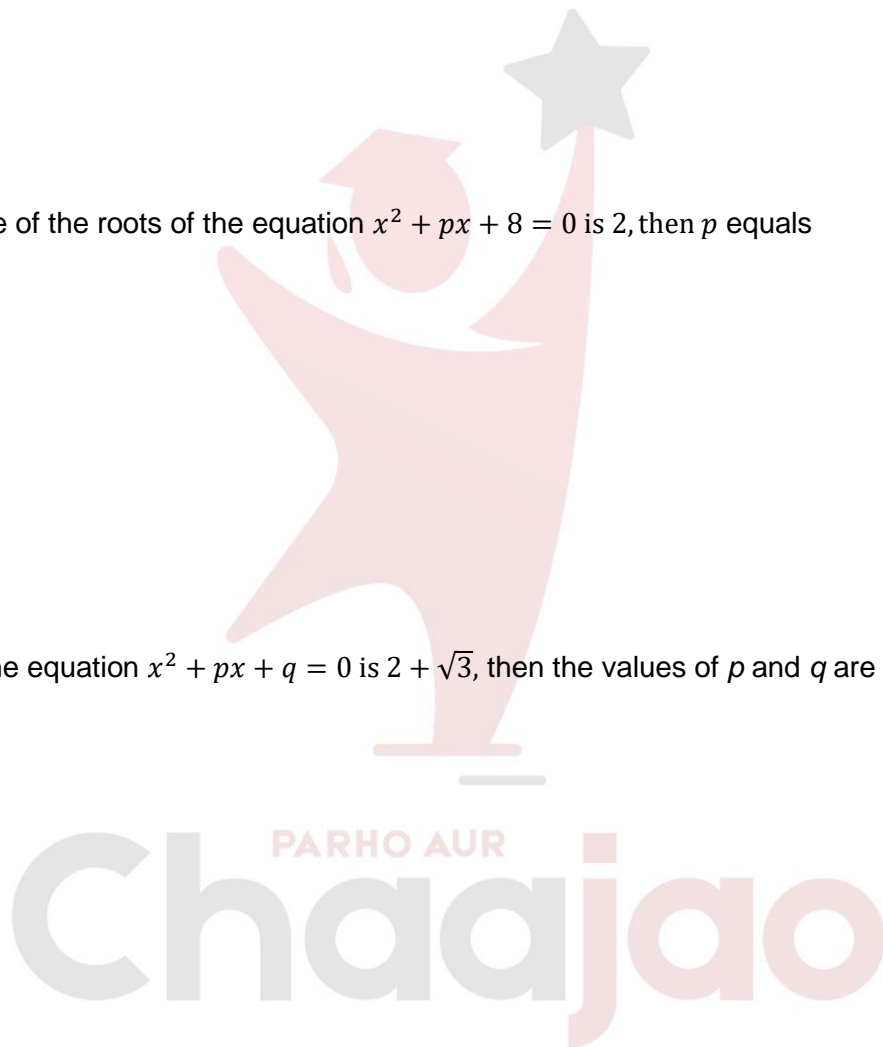 e of the roots of the equation x² + px + 8 = 0 is 2, then p equals
he equation x² + px + q = 0 is 2 + √3, then the values of p and q are
PARHO AUR
Chaajao